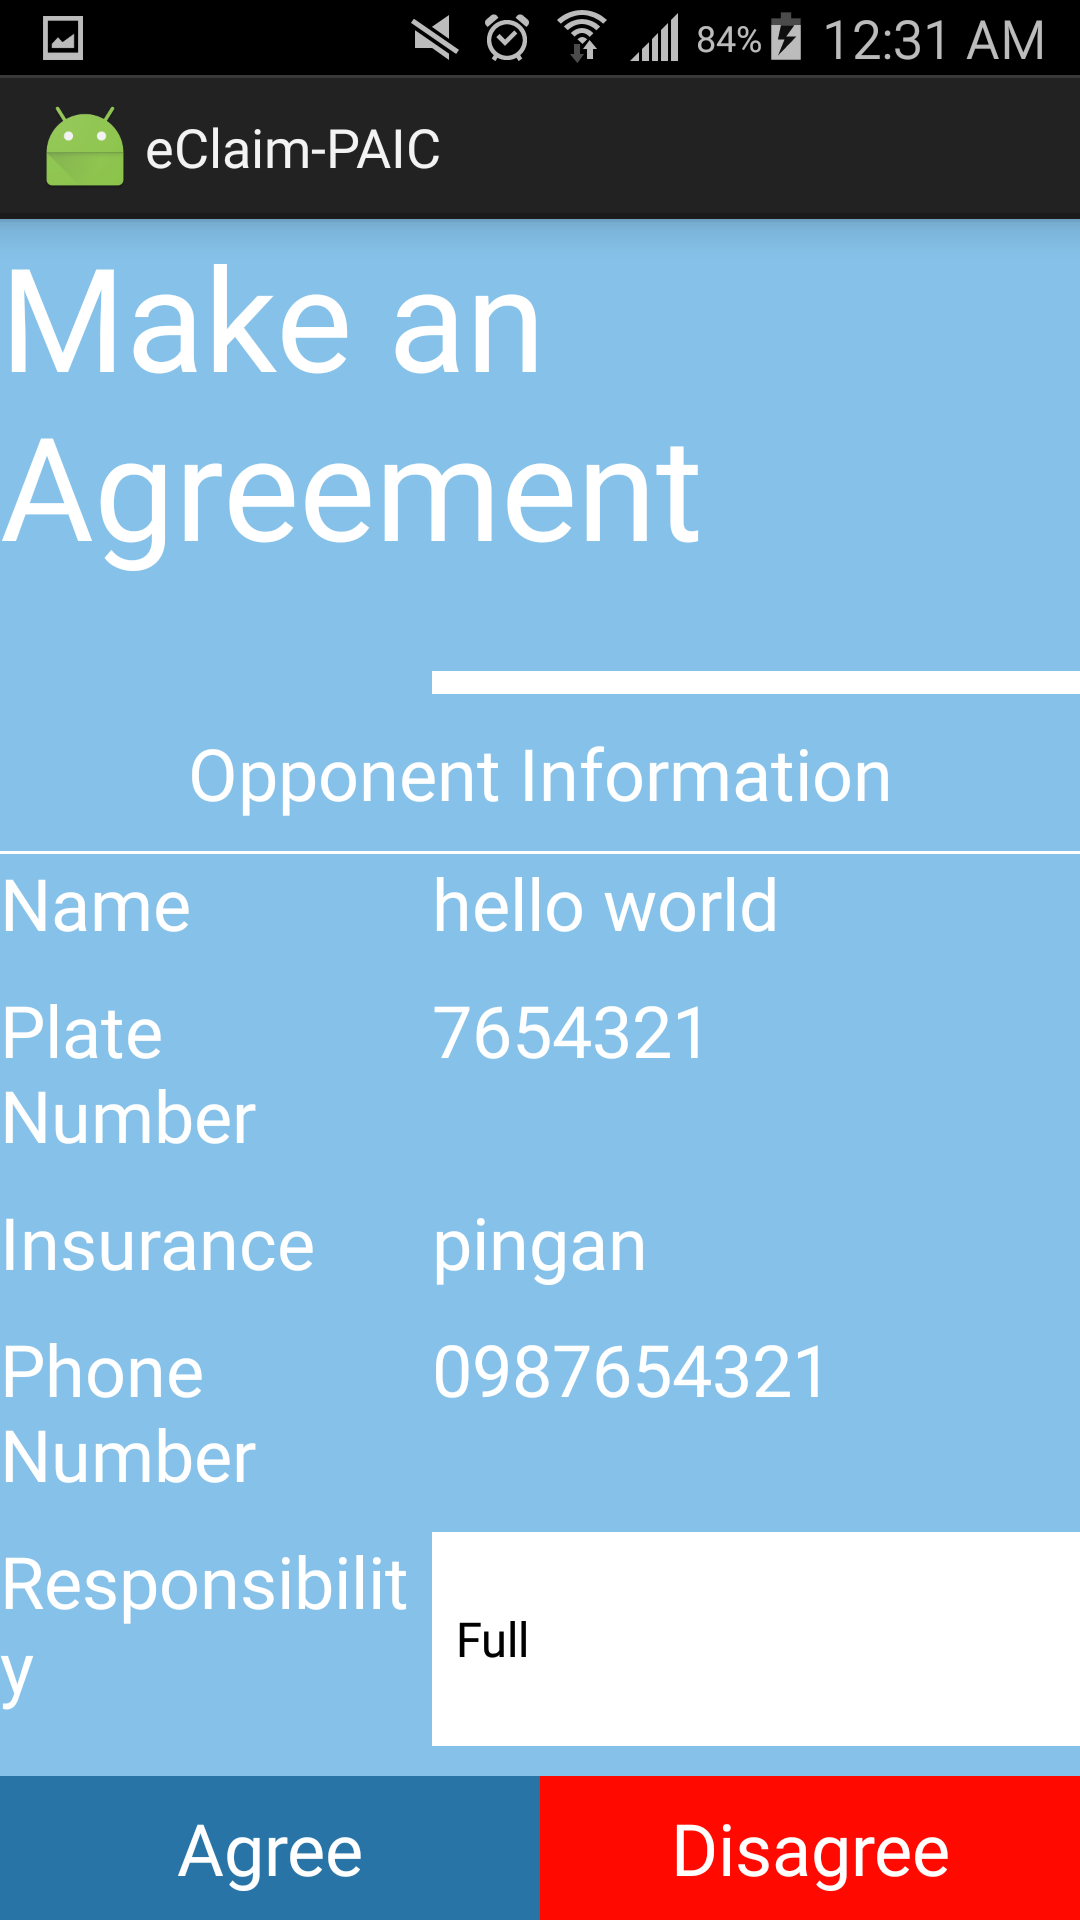 84% 12:31 AM
eClaim-PAIC
Make an
Agreement
Opponent Information
Name hello world
Plate 7654321
Number
Insurance pingan
Phone 0987654321
Number
Responsibilit
y
Full
Agree Disagree